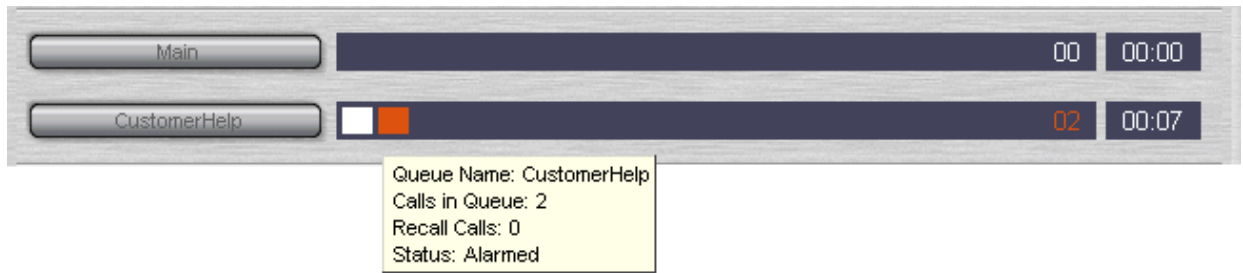 Main 00 00:00
CustomerHelp 02 00:07
Queue Name: CustomerHelp
Calls in Queue: 2
Recall Calls: 0
Status: Alarmed